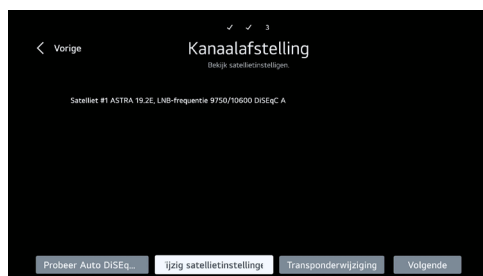 ✓ ✓ 3
Vorige
Kanaalafstelling
Bekijk satellietinstelligen.
Satelliet #1 ASTRA 19.2E, LNB-frequentie 9750/10600 DiSEqC A
Probeer Auto DiSEq... ijzig satellietinstellinge Transponderwijziging Volgende